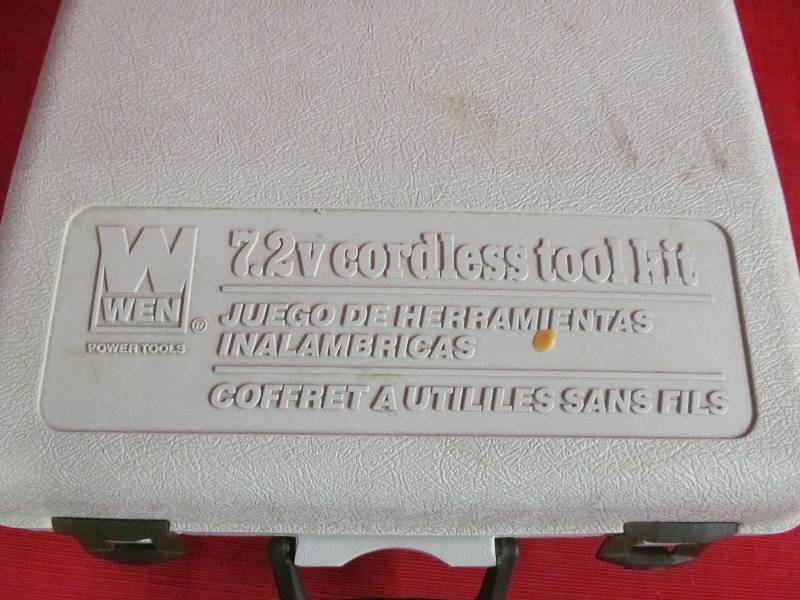 W
WEN®
POWER TOOLS
7.2v cordless tool kit
JUEGO DE HERRAMIENTAS
INALAMBRICAS
COFFRET A UTILILES SANS FILS